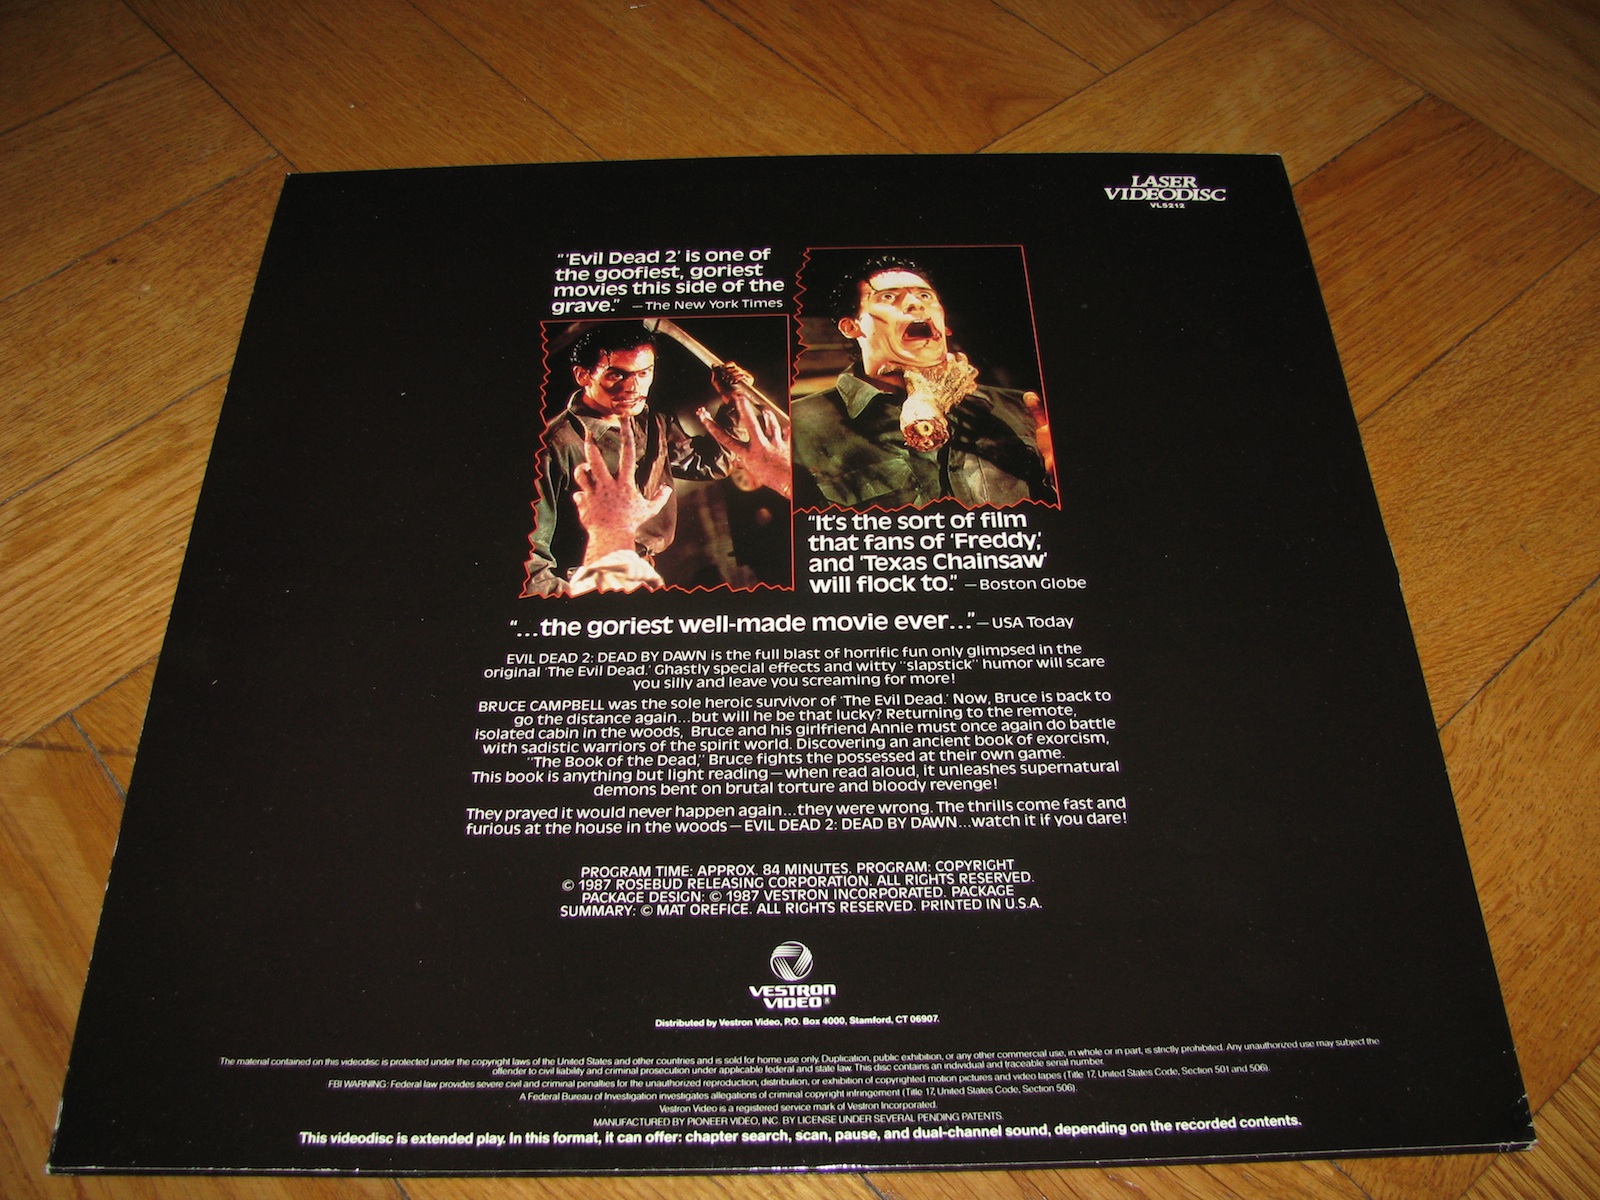 LASER
VIDEODISC
VL5212
"'Evil Dead 2' is one of
the goofiest, goriest
movies this side of the
grave." —The New York Times
"It's the sort of film
that fans of 'Freddy,'
and 'Texas Chainsaw'
will flock to." —Boston Globe
"...the goriest well-made movie ever..." —USA Today
EVIL DEAD 2: DEAD BY DAWN is the full blast of horrific fun only glimpsed in the
original 'The Evil Dead.' Ghastly special effects and witty "slapstick" humor will scare
you silly and leave you screaming for more!
BRUCE CAMPBELL was the sole heroic survivor of 'The Evil Dead.' Now, Bruce is back to
go the distance again...but will he be that lucky? Returning to the remote,
isolated cabin in the woods, Bruce and his girlfriend Annie must once again do battle
with sadistic warriors of the spirit world. Discovering an ancient book of exorcism,
"The Book of the Dead," Bruce fights the possessed at their own game.
This book is anything but light reading—when read aloud, it unleashes supernatural
demons bent on brutal torture and bloody revenge!
They prayed it would never happen again...they were wrong. The thrills come fast and
furious at the house in the woods—EVIL DEAD 2: DEAD BY DAWN...watch it if you dare!
PROGRAM TIME: APPROX. 84 MINUTES. PROGRAM: COPYRIGHT
© 1987 ROSEBUD RELEASING CORPORATION. ALL RIGHTS RESERVED.
PACKAGE DESIGN: © 1987 VESTRON INCORPORATED. PACKAGE
SUMMARY: © MAT OREFICE. ALL RIGHTS RESERVED. PRINTED IN U.S.A.
VESTRON
VIDEO®
Distributed by Vestron Video, P.O. Box 4000, Stamford, CT 06907.
The material contained on this videodisc is protected under the copyright laws of the United States and other countries and is sold for home use only. Duplication, public exhibition, or any other commercial use, in whole or in part, is strictly prohibited. Any unauthorized use may subject the
offender to civil liability and criminal prosecution under applicable federal and state law. This disc contains an individual and traceable serial number.
FBI WARNING: Federal law provides severe civil and criminal penalties for the unauthorized reproduction, distribution, or exhibition of copyrighted motion pictures and video tapes (Title 17, United States Code, Section 501 and 506).
A Federal Bureau of Investigation investigates allegations of criminal copyright infringement (Title 17, United States Code, Section 506).
Vestron Video is a registered service mark of Vestron Incorporated.
MANUFACTURED BY PIONEER VIDEO, INC. BY LICENSE UNDER SEVERAL PENDING PATENTS.
This videodisc is extended play. In this format, it can offer: chapter search, scan, pause, and dual-channel sound, depending on the recorded contents.